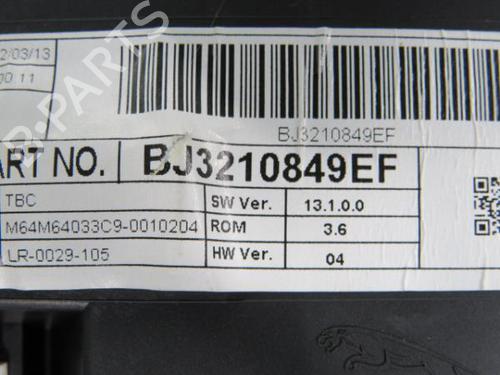 2/03/13
00:11
BJ3210849EF
ART NO. BJ3210849EF
TBC SW Ver. 13.1.0.0
M64M64033C9-0010204 ROM 3.6
LR-0029-105 HW Ver. 04